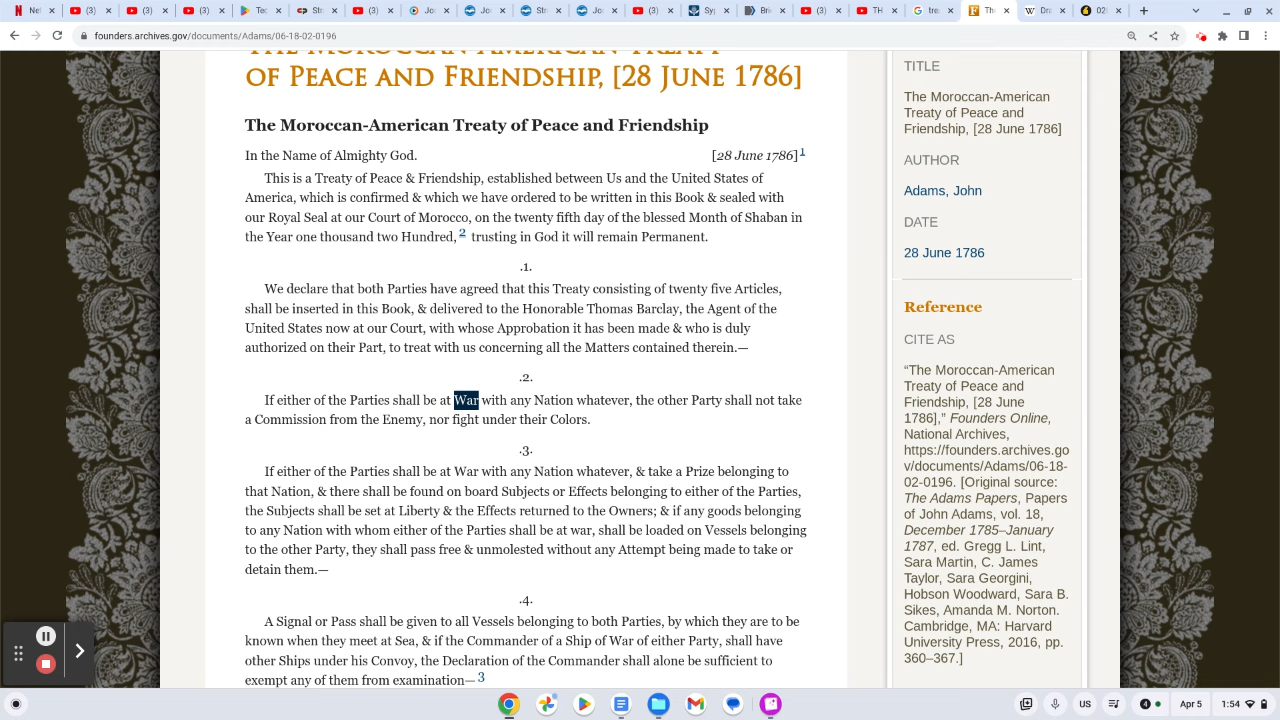 Net
Brei
Syj
TH
02(
founders.archives.gov/documents/Adams/06-18-02-0196
The Moroccan-American Treaty
of Peace and Friendship, [28 June 1786]
The Moroccan-American Treaty of Peace and Friendship
In the Name of Almighty God. [28 June 1786] 1
This is a Treaty of Peace & Friendship, established between Us and the United States of
America, which is confirmed & which we have ordered to be written in this Book & sealed with
our Royal Seal at our Court of Morocco, on the twenty fifth day of the blessed Month of Shaban in
the Year one thousand two Hundred, 2 trusting in God it will remain Permanent.
.1.
We declare that both Parties have agreed that this Treaty consisting of twenty five Articles,
shall be inserted in this Book, & delivered to the Honorable Thomas Barclay, the Agent of the
United States now at our Court, with whose Approbation it has been made & who is duly
authorized on their Part, to treat with us concerning all the Matters contained therein.—
.2.
If either of the Parties shall be at War with any Nation whatever, the other Party shall not take
a Commission from the Enemy, nor fight under their Colors.
.3.
If either of the Parties shall be at War with any Nation whatever, & take a Prize belonging to
that Nation, & there shall be found on board Subjects or Effects belonging to either of the Parties,
the Subjects shall be set at Liberty & the Effects returned to the Owners; & if any goods belonging
to any Nation with whom either of the Parties shall be at war, shall be loaded on Vessels belonging
to the other Party, they shall pass free & unmolested without any Attempt being made to take or
detain them.—
.4.
A Signal or Pass shall be given to all Vessels belonging to both Parties, by which they are to be
known when they meet at Sea, & if the Commander of a Ship of War of either Party, shall have
other Ships under his Convoy, the Declaration of the Commander shall alone be sufficient to
exempt any of them from examination— 3
TITLE
The Moroccan-American
Treaty of Peace and
Friendship, [28 June 1786]
AUTHOR
Adams, John
DATE
28 June 1786
Reference
CITE AS
“The Moroccan-American
Treaty of Peace and
Friendship, [28 June
1786],” Founders Online,
National Archives,
https://founders.archives.go
v/documents/Adams/06-18-
02-0196. [Original source:
The Adams Papers, Papers
of John Adams, vol. 18,
December 1785–January
1787, ed. Gregg L. Lint,
Sara Martin, C. James
Taylor, Sara Georgini,
Hobson Woodward, Sara B.
Sikes, Amanda M. Norton.
Cambridge, MA: Harvard
University Press, 2016, pp.
360–367.]
US
4
Apr 5
1:54